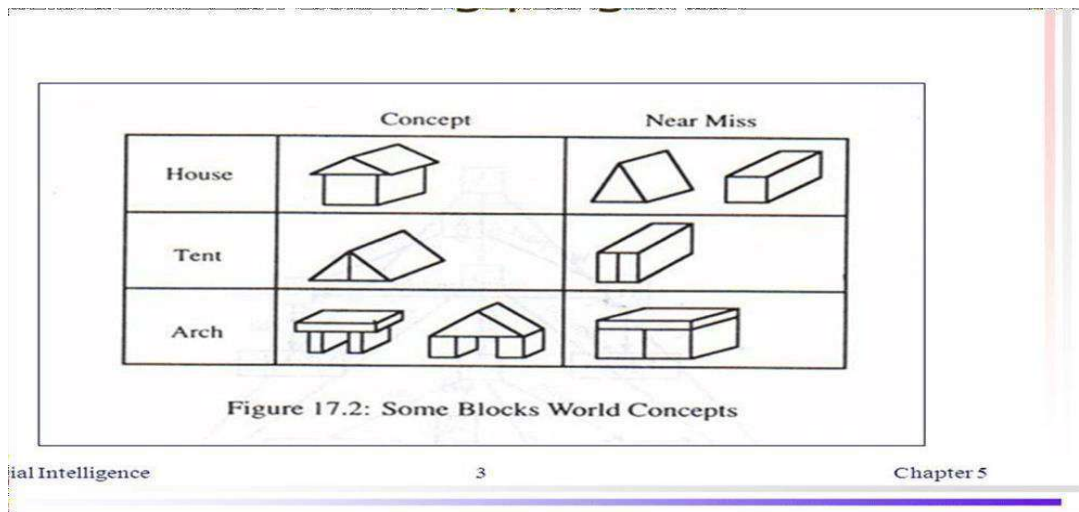 Concept Near Miss
House
Tent
Arch
Figure 17.2: Some Blocks World Concepts
ial Intelligence 3 Chapter 5